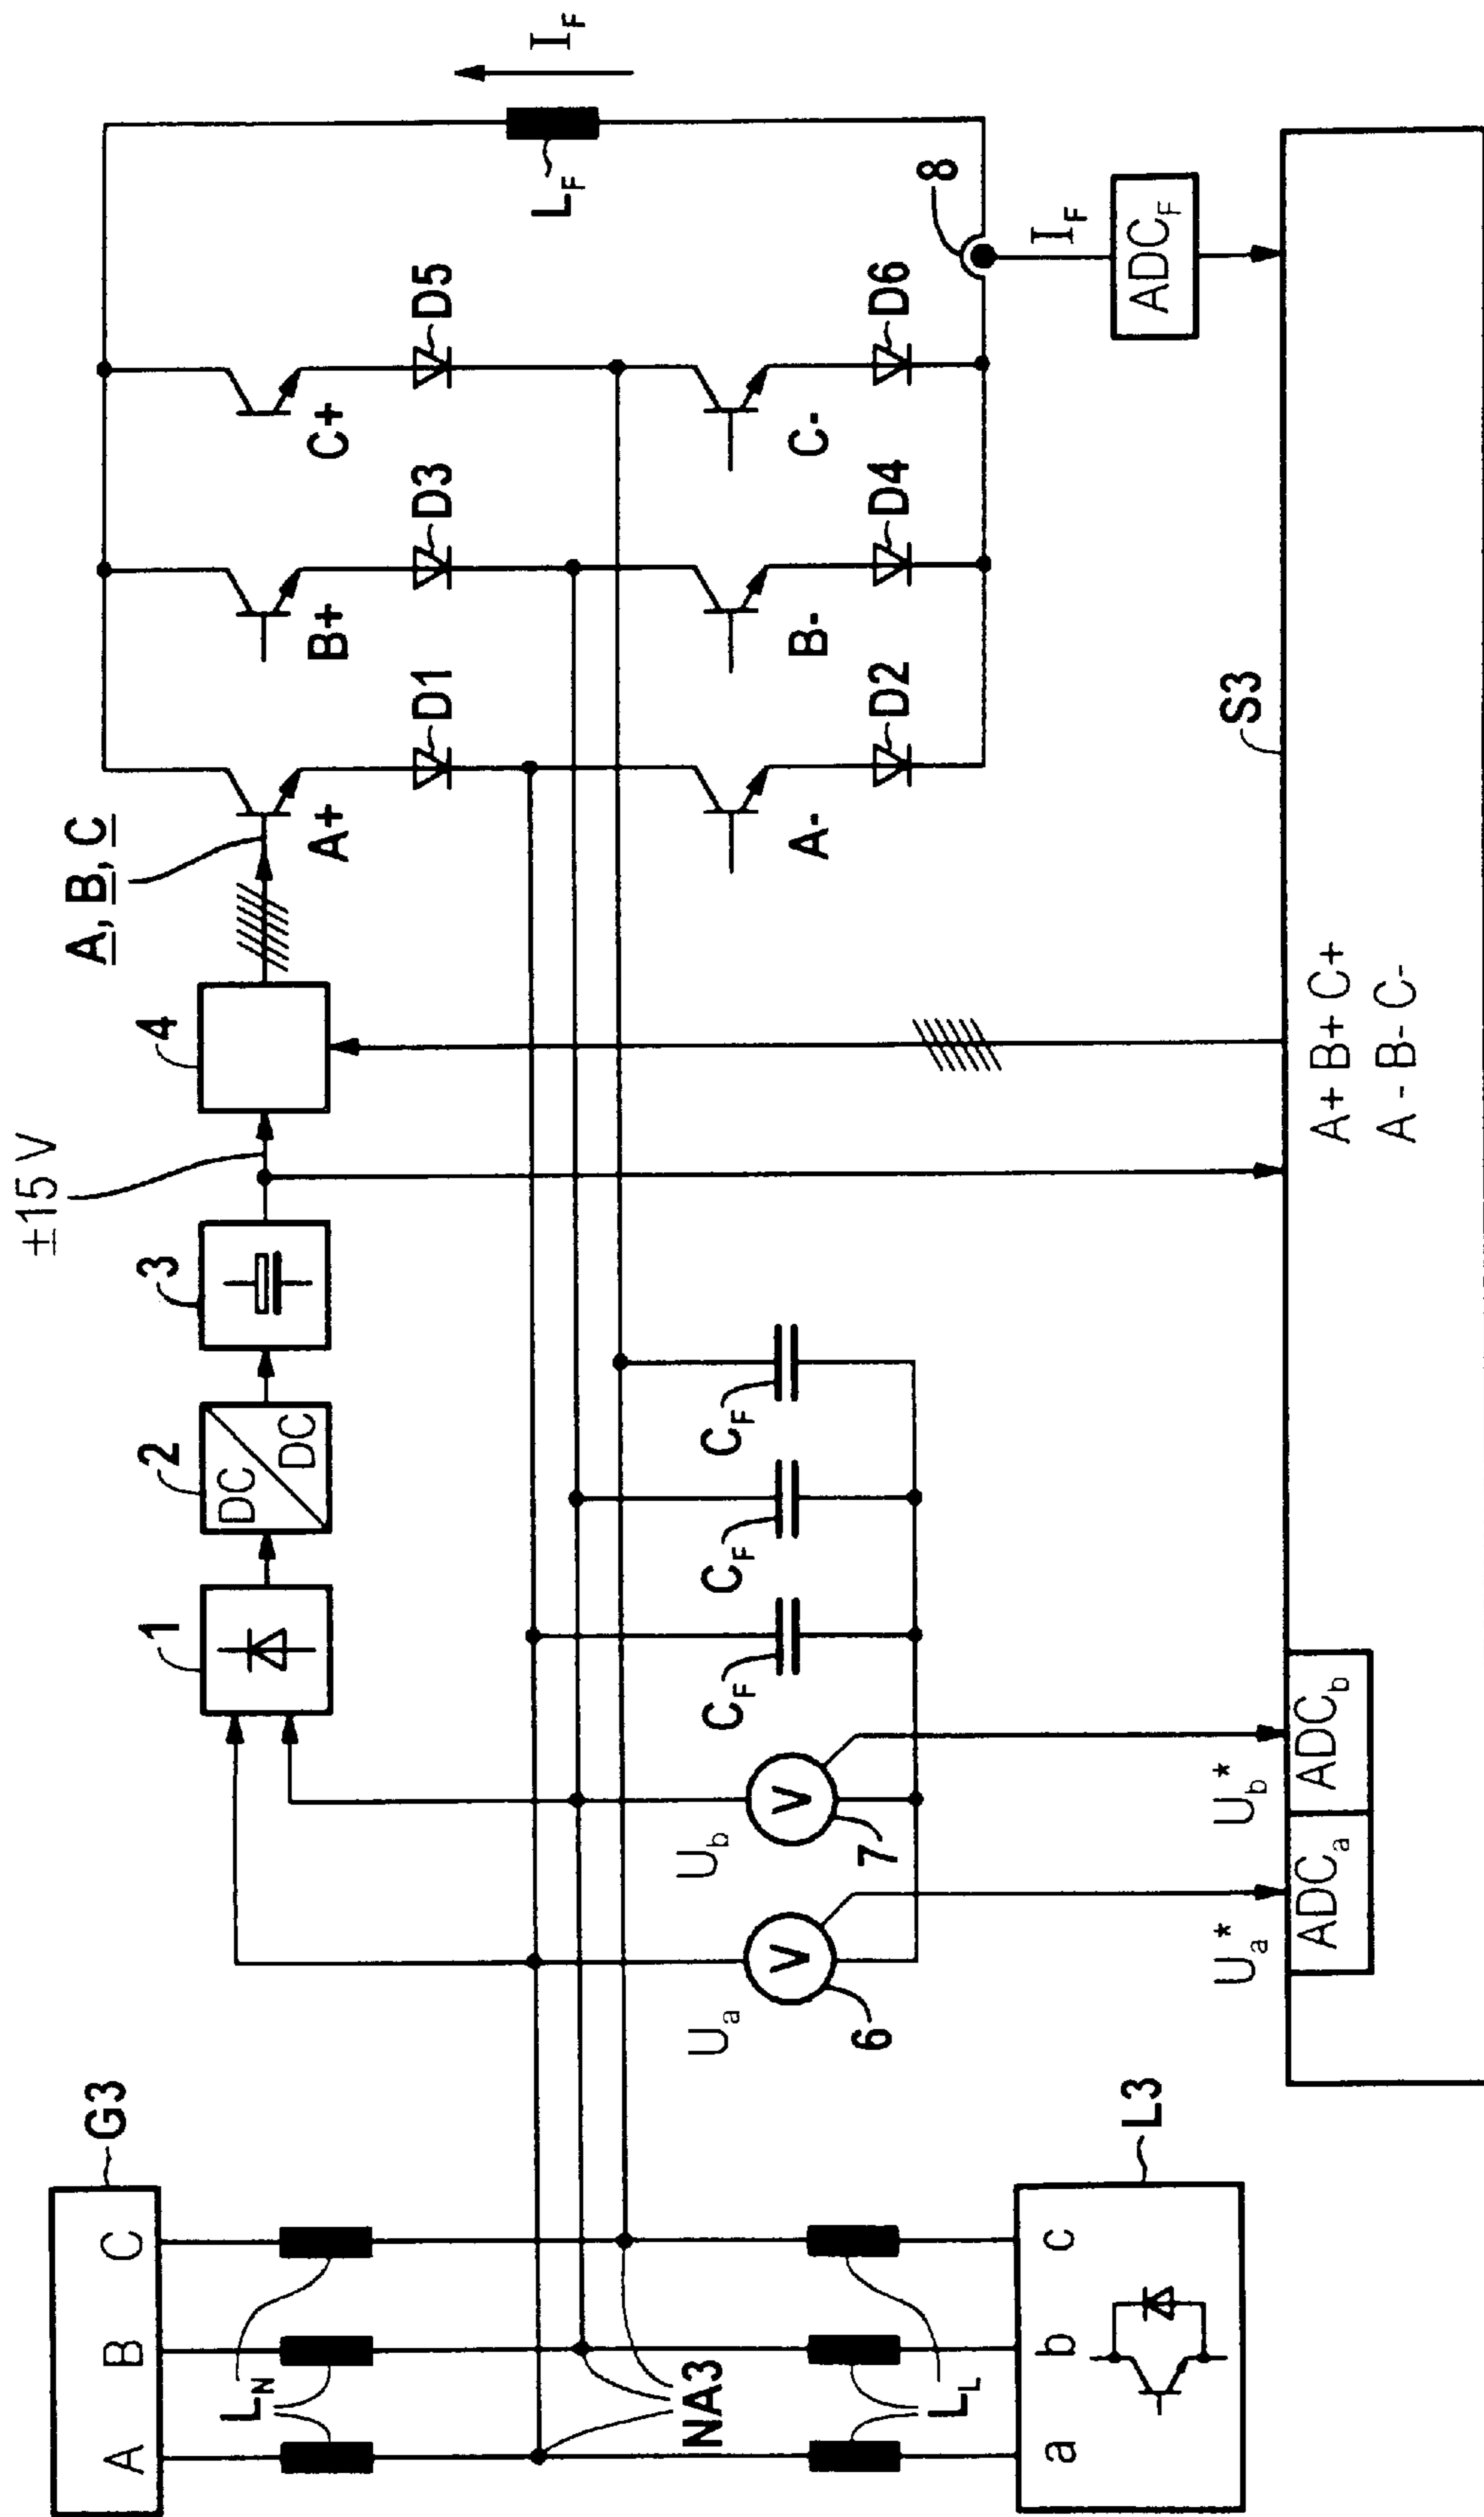 G3
A B C
L_N
NA3
L_L
a b c
L3
1
2
DC
DC
3
±15 V
4
A, B, C
A+
B+
C+
D1
D3
D5
A-
B-
C-
D2
D4
D6
L_F
I_F
8
I_F
ADC_F
U_a
V
6
U_b
V
7
C_F
C_F
C_F
U_a*
U_b*
ADC_a
ADC_b
A+ B+ C+
A- B- C-
S3